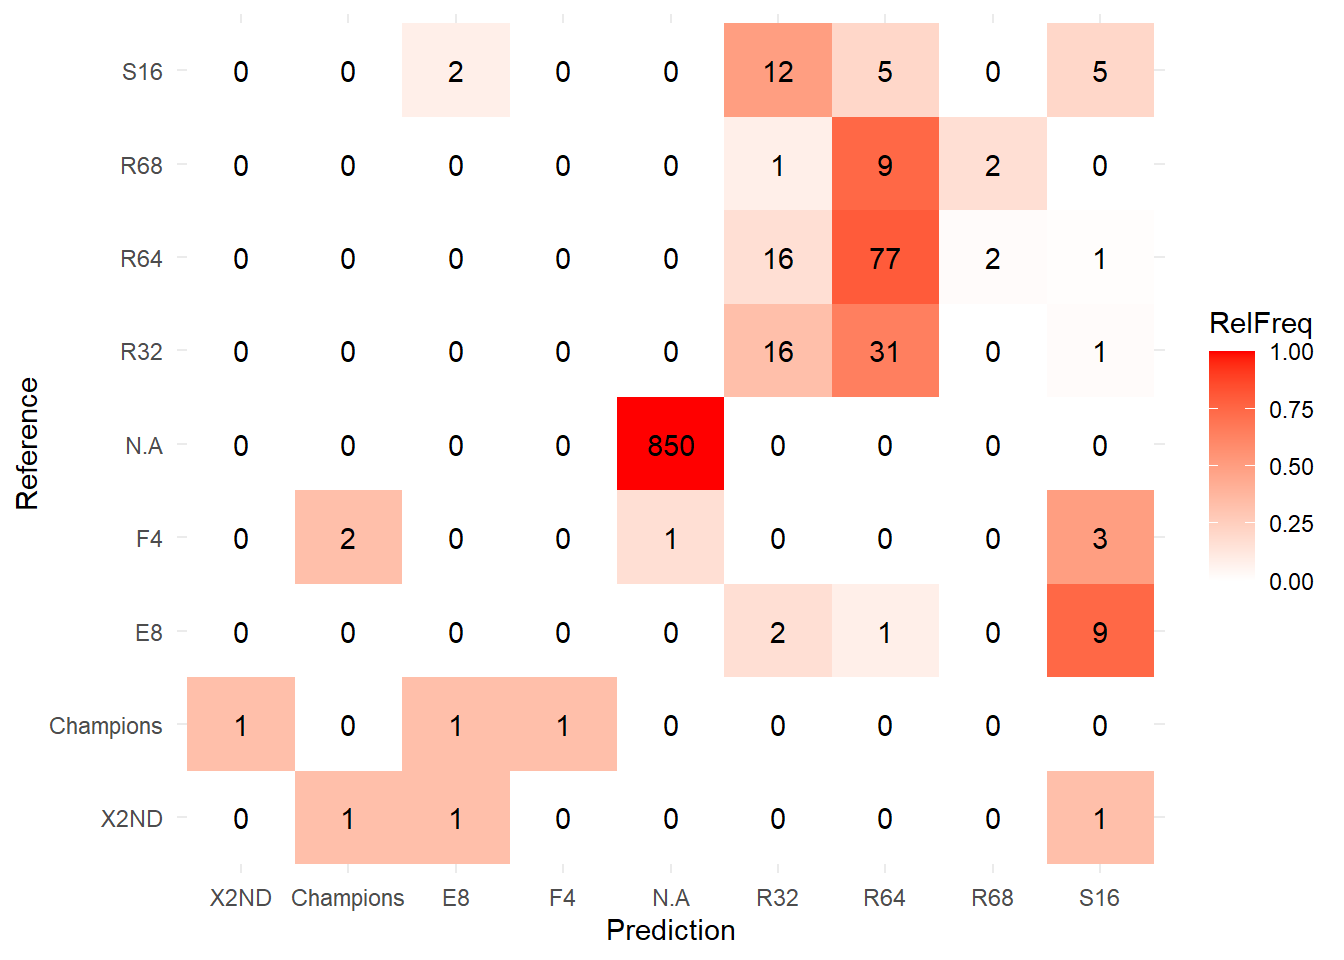 S16 0 0 2 0 0 12 5 0 5
R68 0 0 0 0 0 1 9 2 0
R64 0 0 0 0 0 16 77 2 1
R32 0 0 0 0 0 16 31 0 1
N.A 0 0 0 0 850 0 0 0 0
F4 0 2 0 0 1 0 0 0 3
E8 0 0 0 0 0 2 1 0 9
Champions 1 0 1 1 0 0 0 0 0
X2ND 0 1 1 0 0 0 0 0 1
X2ND Champions E8 F4 N.A R32 R64 R68 S16
Prediction
Reference
RelFreq
1.00
0.75
0.50
0.25
0.00